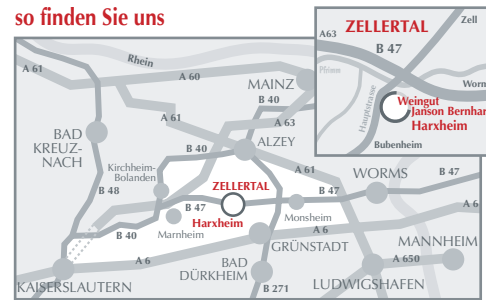 so finden Sie uns
ZELLERTAL
Zell
A63
B 47
Pfrimm
Worm
Hauptstrasse
Weingut
Janson Bernhar
Harxheim
Bubenheim
Rhein
A 61
A 60
MAINZ
B 40
A 61
A 63
BAD
KREUZ-
NACH
B 40
ALZEY
Kirchheim-
Bolanden
A 61
ZELLERTAL
WORMS
B 47
B 48
B 47
B 47
Monsheim
Marnheim
Harxheim
A 6
B 40
A 6
GRÜNSTADT
MANNHEIM
A 6
BAD
DÜRKHEIM
A 650
KAISERSLAUTERN
B 271
LUDWIGSHAFEN